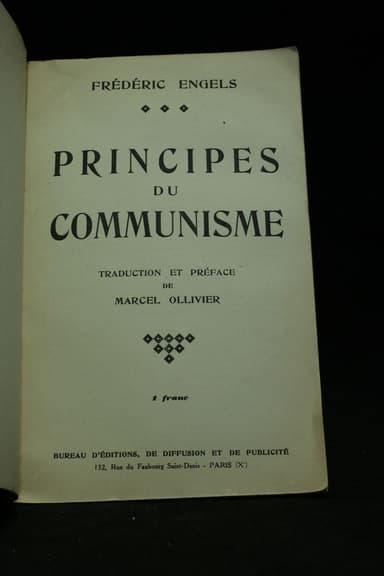 FRÉDÉRIC ENGELS
PRINCIPES
DU
COMMUNISME
TRADUCTION ET PRÉFACE
DE
MARCEL OLLIVIER
1 franc
BUREAU D'ÉDITIONS, DE DIFFUSION ET DE PUBLICITÉ
132, Rue du Faubourg Saint-Denis - PARIS (Xᵉ)